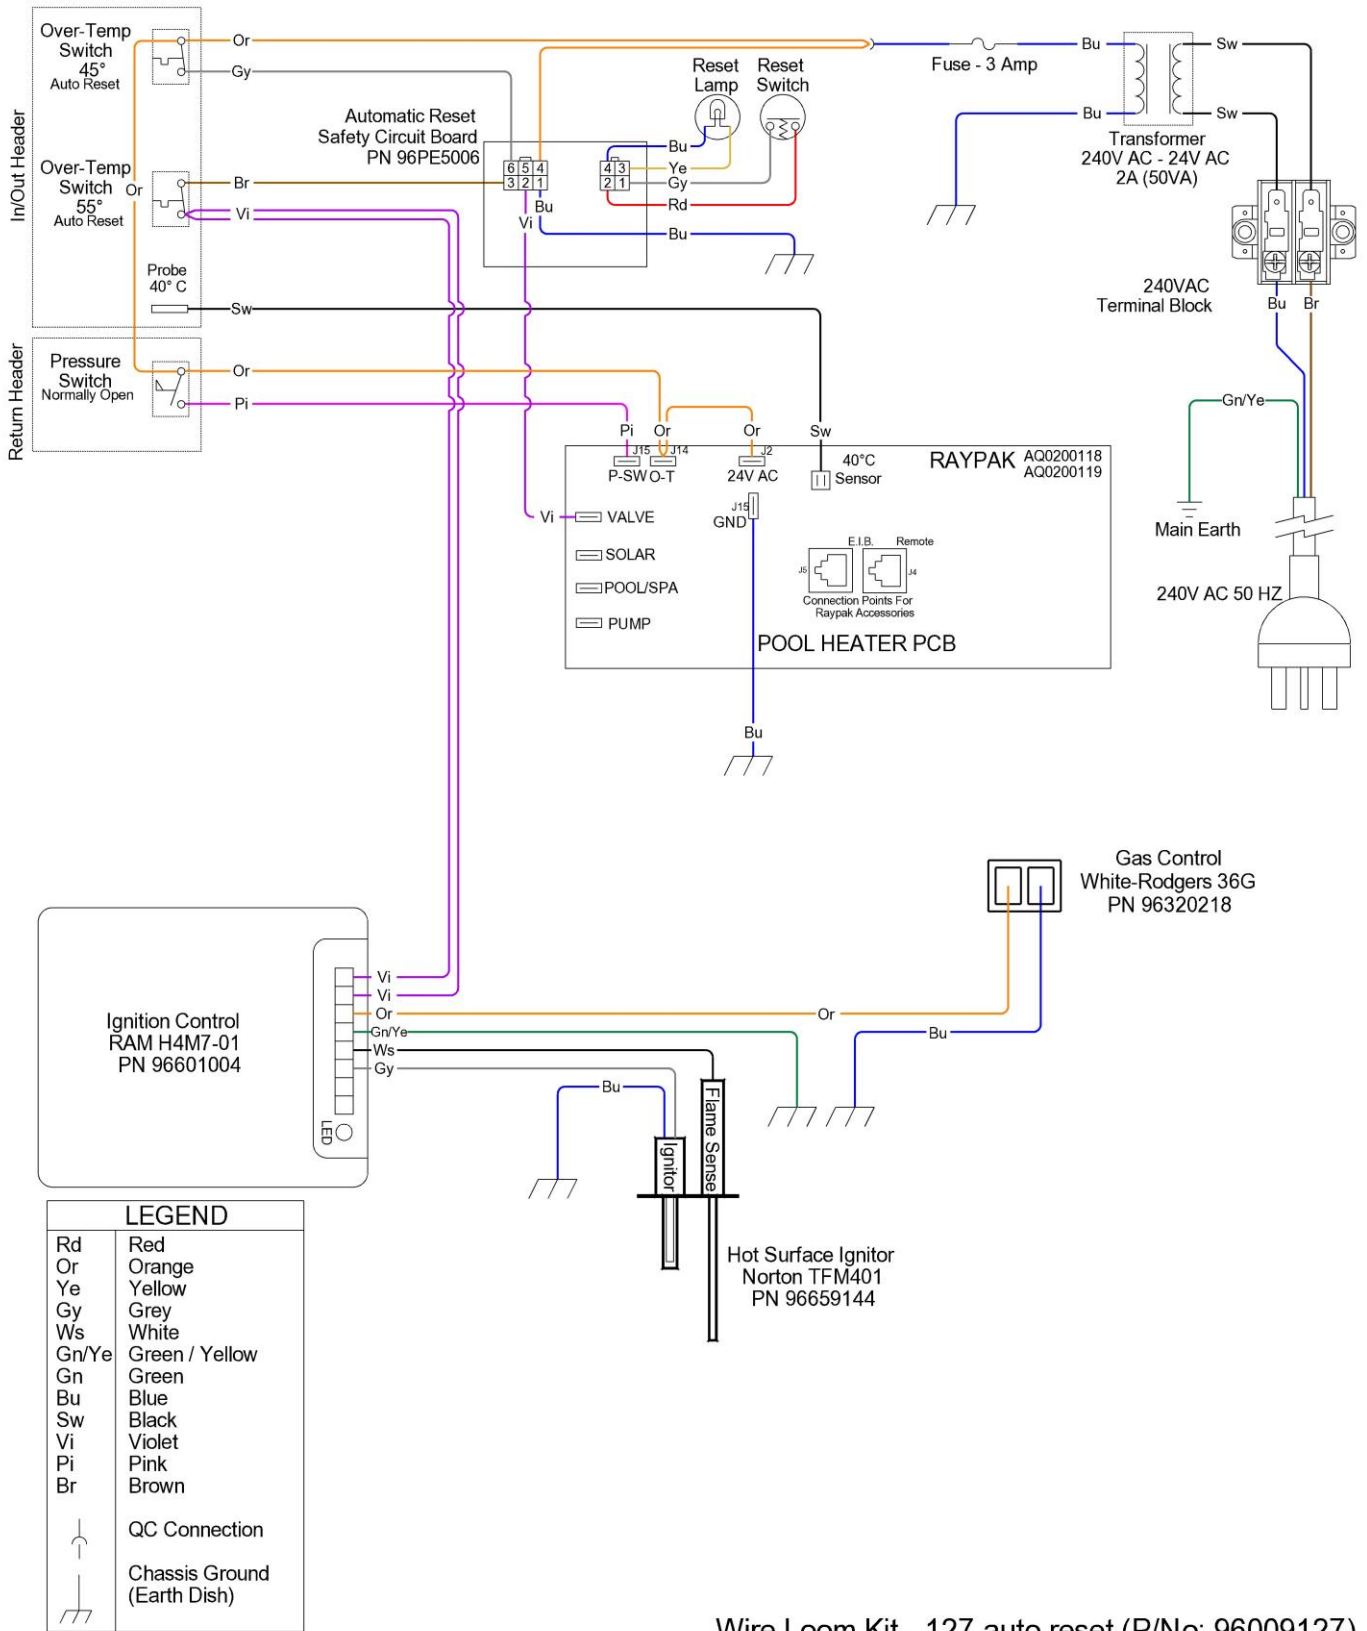 In/Out Header
Over-Temp
Switch
45°
Auto Reset
Or
Gy
Over-Temp
Switch
55°
Auto Reset
Or
Br
Vi
Probe
40° C
Sw
Return Header
Pressure
Switch
Normally Open
Or
Pi
Automatic Reset
Safety Circuit Board
PN 96PE5006
6 5 4
3 2 1
Bu
Vi
4 3
2 1
Reset
Lamp
Reset
Switch
Bu
Ye
Gy
Rd
Bu
Fuse - 3 Amp
Bu
Sw
Bu
Sw
Transformer
240V AC - 24V AC
2A (50VA)
240VAC
Terminal Block
Bu
Br
Gn/Ye
Main Earth
240V AC 50 HZ
Pi
Or
Or
Sw
J15
J14
J2
P-SW
O-T
24V AC
40°C
Sensor
RAYPAK
AQ0200118
AQ0200119
Vi
VALVE
J15
GND
SOLAR
POOL/SPA
PUMP
E.I.B.
Remote
J5
J4
Connection Points For
Raypak Accessories
POOL HEATER PCB
Bu
Gas Control
White-Rodgers 36G
PN 96320218
Ignition Control
RAM H4M7-01
PN 96601004
LED
Vi
Vi
Or
Gn/Ye
Ws
Gy
Or
Bu
Bu
Ignitor
Flame Sense
Hot Surface Ignitor
Norton TFM401
PN 96659144
LEGEND
Rd Red
Or Orange
Ye Yellow
Gy Grey
Ws White
Gn/Ye Green / Yellow
Gn Green
Bu Blue
Sw Black
Vi Violet
Pi Pink
Br Brown
QC Connection
Chassis Ground
(Earth Dish)
Wire Loom Kit - 127 auto reset (P/No: 96009127)